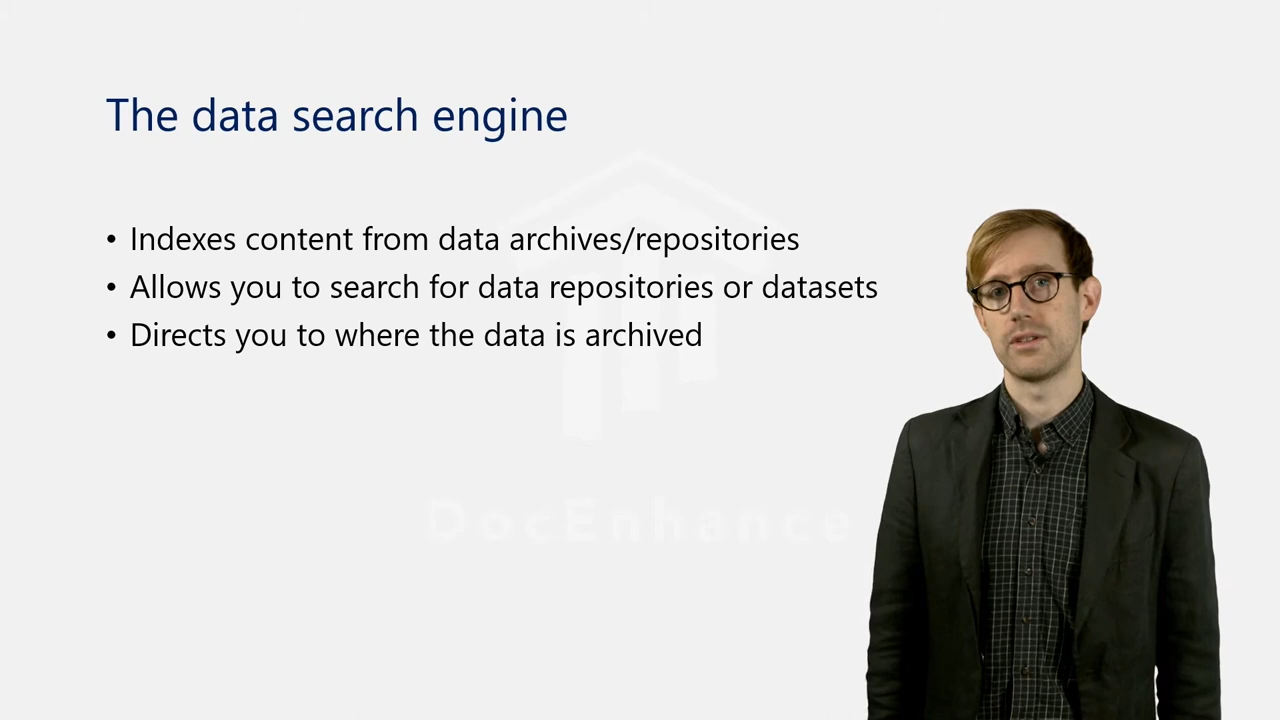 The data search engine
• Indexes content from data archives/repositories
• Allows you to search for data repositories or datasets
• Directs you to where the data is archived
DocEnhance